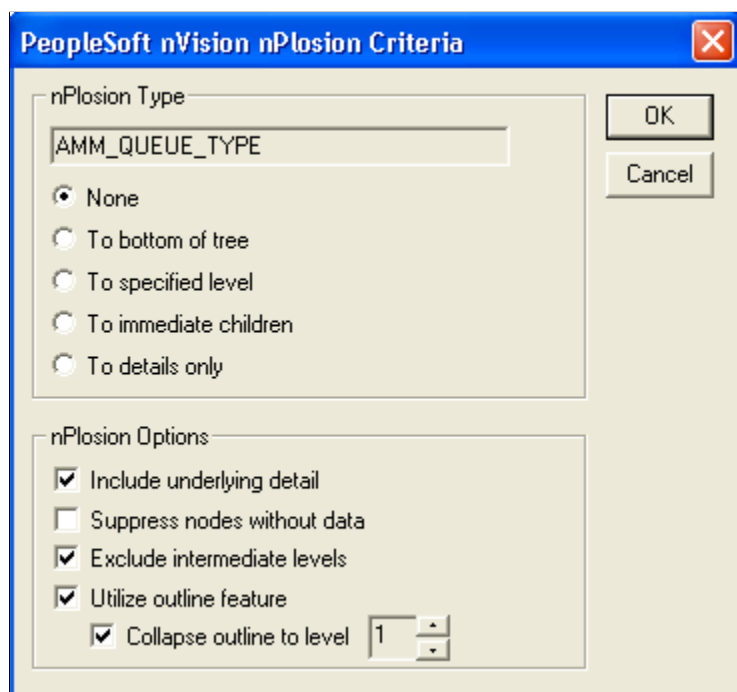 PeopleSoft nVision nPlosion Criteria
nPlosion Type
AMM_QUEUE_TYPE
None
To bottom of tree
To specified level
To immediate children
To details only
OK
Cancel
nPlosion Options
Include underlying detail
Suppress nodes without data
Exclude intermediate levels
Utilize outline feature
Collapse outline to level 1